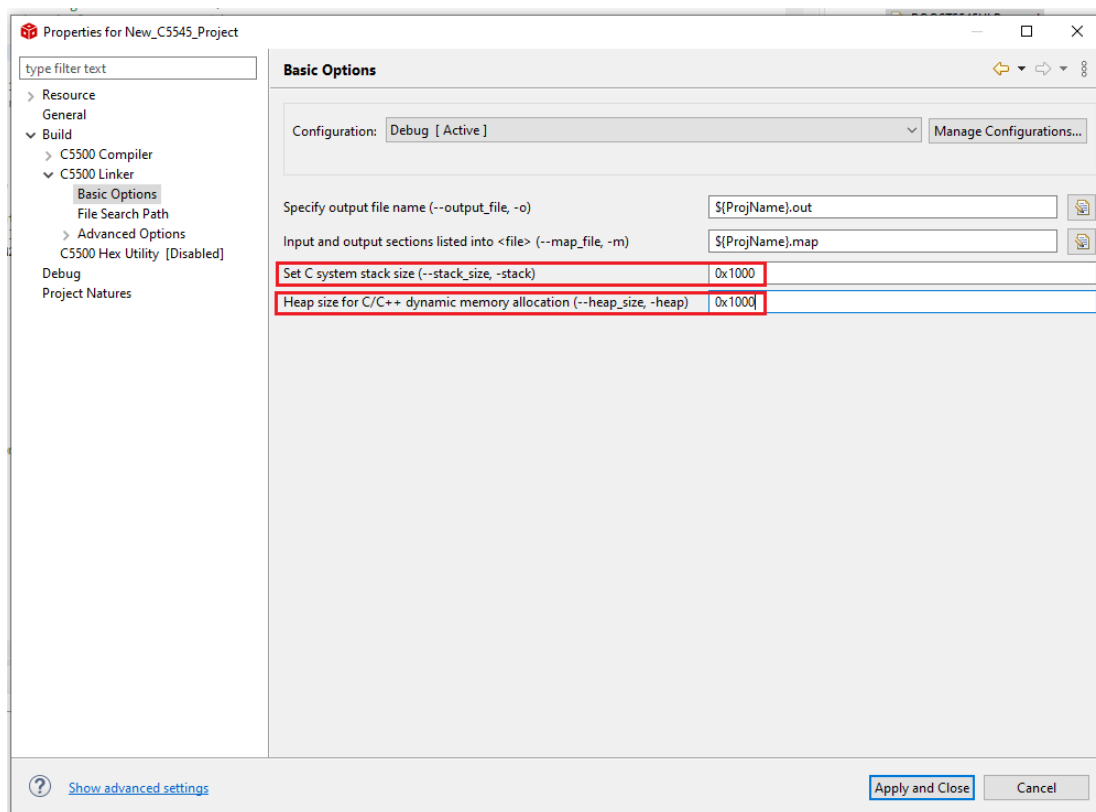 Properties for New_C5545_Project
type filter text
Resource
General
Build
C5500 Compiler
C5500 Linker
Basic Options
File Search Path
Advanced Options
C5500 Hex Utility [Disabled]
Debug
Project Natures
Basic Options
Configuration: Debug [ Active ] Manage Configurations...
Specify output file name (--output_file, -o) ${ProjName}.out
Input and output sections listed into <file> (--map_file, -m) ${ProjName}.map
Set C system stack size (--stack_size, -stack) 0x1000
Heap size for C/C++ dynamic memory allocation (--heap_size, -heap) 0x1000
? Show advanced settings
Apply and Close Cancel